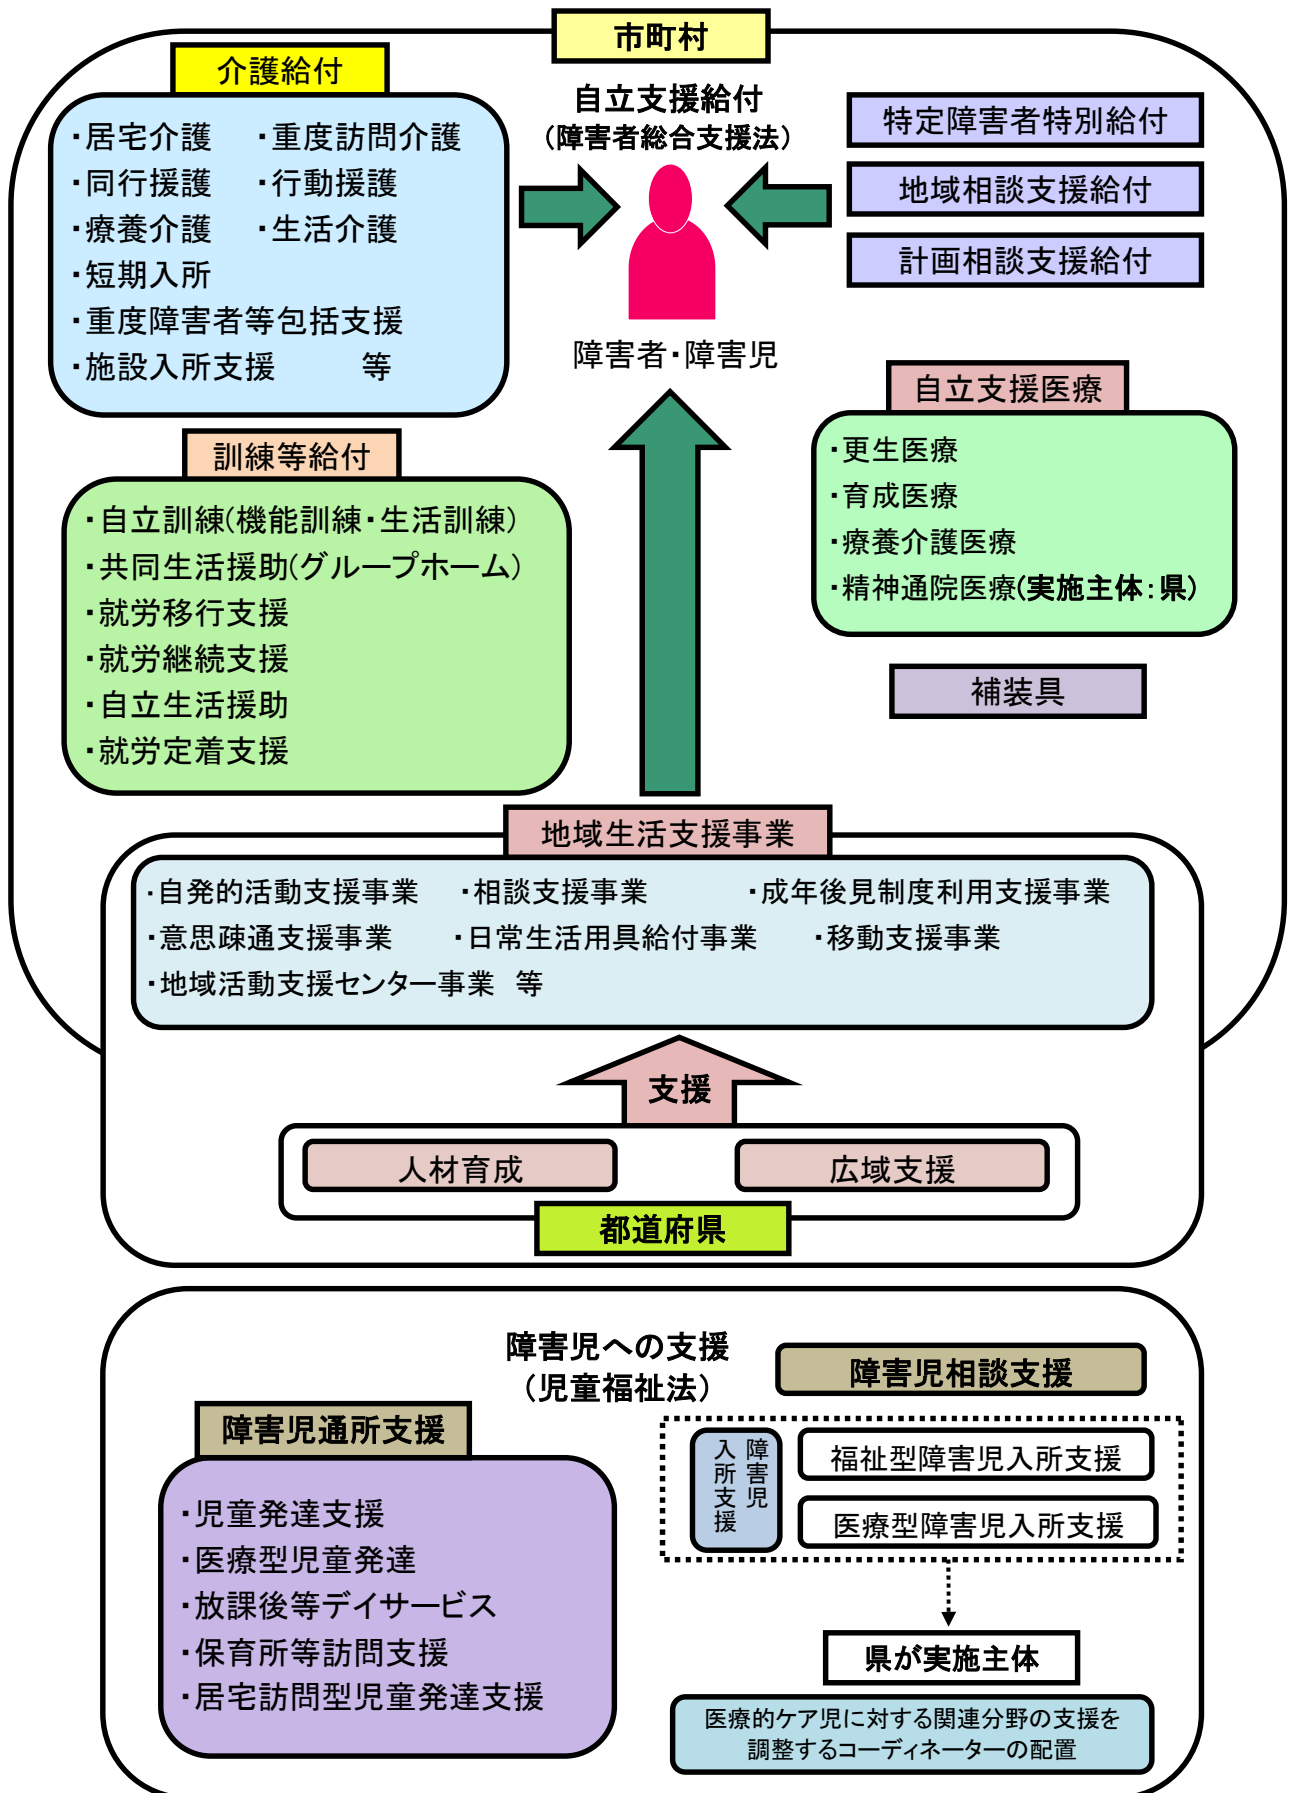 市町村
介護給付
・居宅介護 ・重度訪問介護
・同行援護 ・行動援護
・療養介護 ・生活介護
・短期入所
・重度障害者等包括支援
・施設入所支援 等
自立支援給付
(障害者総合支援法)
障害者・障害児
特定障害者特別給付
地域相談支援給付
計画相談支援給付
訓練等給付
・自立訓練(機能訓練・生活訓練)
・共同生活援助(グループホーム)
・就労移行支援
・就労継続支援
・自立生活援助
・就労定着支援
自立支援医療
・更生医療
・育成医療
・療養介護医療
・精神通院医療(実施主体:県)
補装具
地域生活支援事業
・自発的活動支援事業 ・相談支援事業 ・成年後見制度利用支援事業
・意思疎通支援事業 ・日常生活用具給付事業 ・移動支援事業
・地域活動支援センター事業 等
支援
人材育成
広域支援
都道府県
障害児への支援
(児童福祉法)
障害児相談支援
障害児通所支援
・児童発達支援
・医療型児童発達
・放課後等デイサービス
・保育所等訪問支援
・居宅訪問型児童発達支援
障害児
入所支援
福祉型障害児入所支援
医療型障害児入所支援
県が実施主体
医療的ケア児に対する関連分野の支援を
調整するコーディネーターの配置